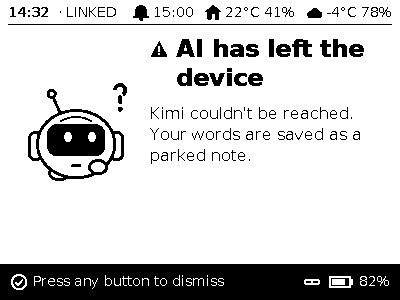 14:32 · LINKED 15:00 22°C 41% -4°C 78%
AI has left the
device
?
Kimi couldn't be reached.
Your words are saved as a
parked note.
Press any button to dismiss 82%